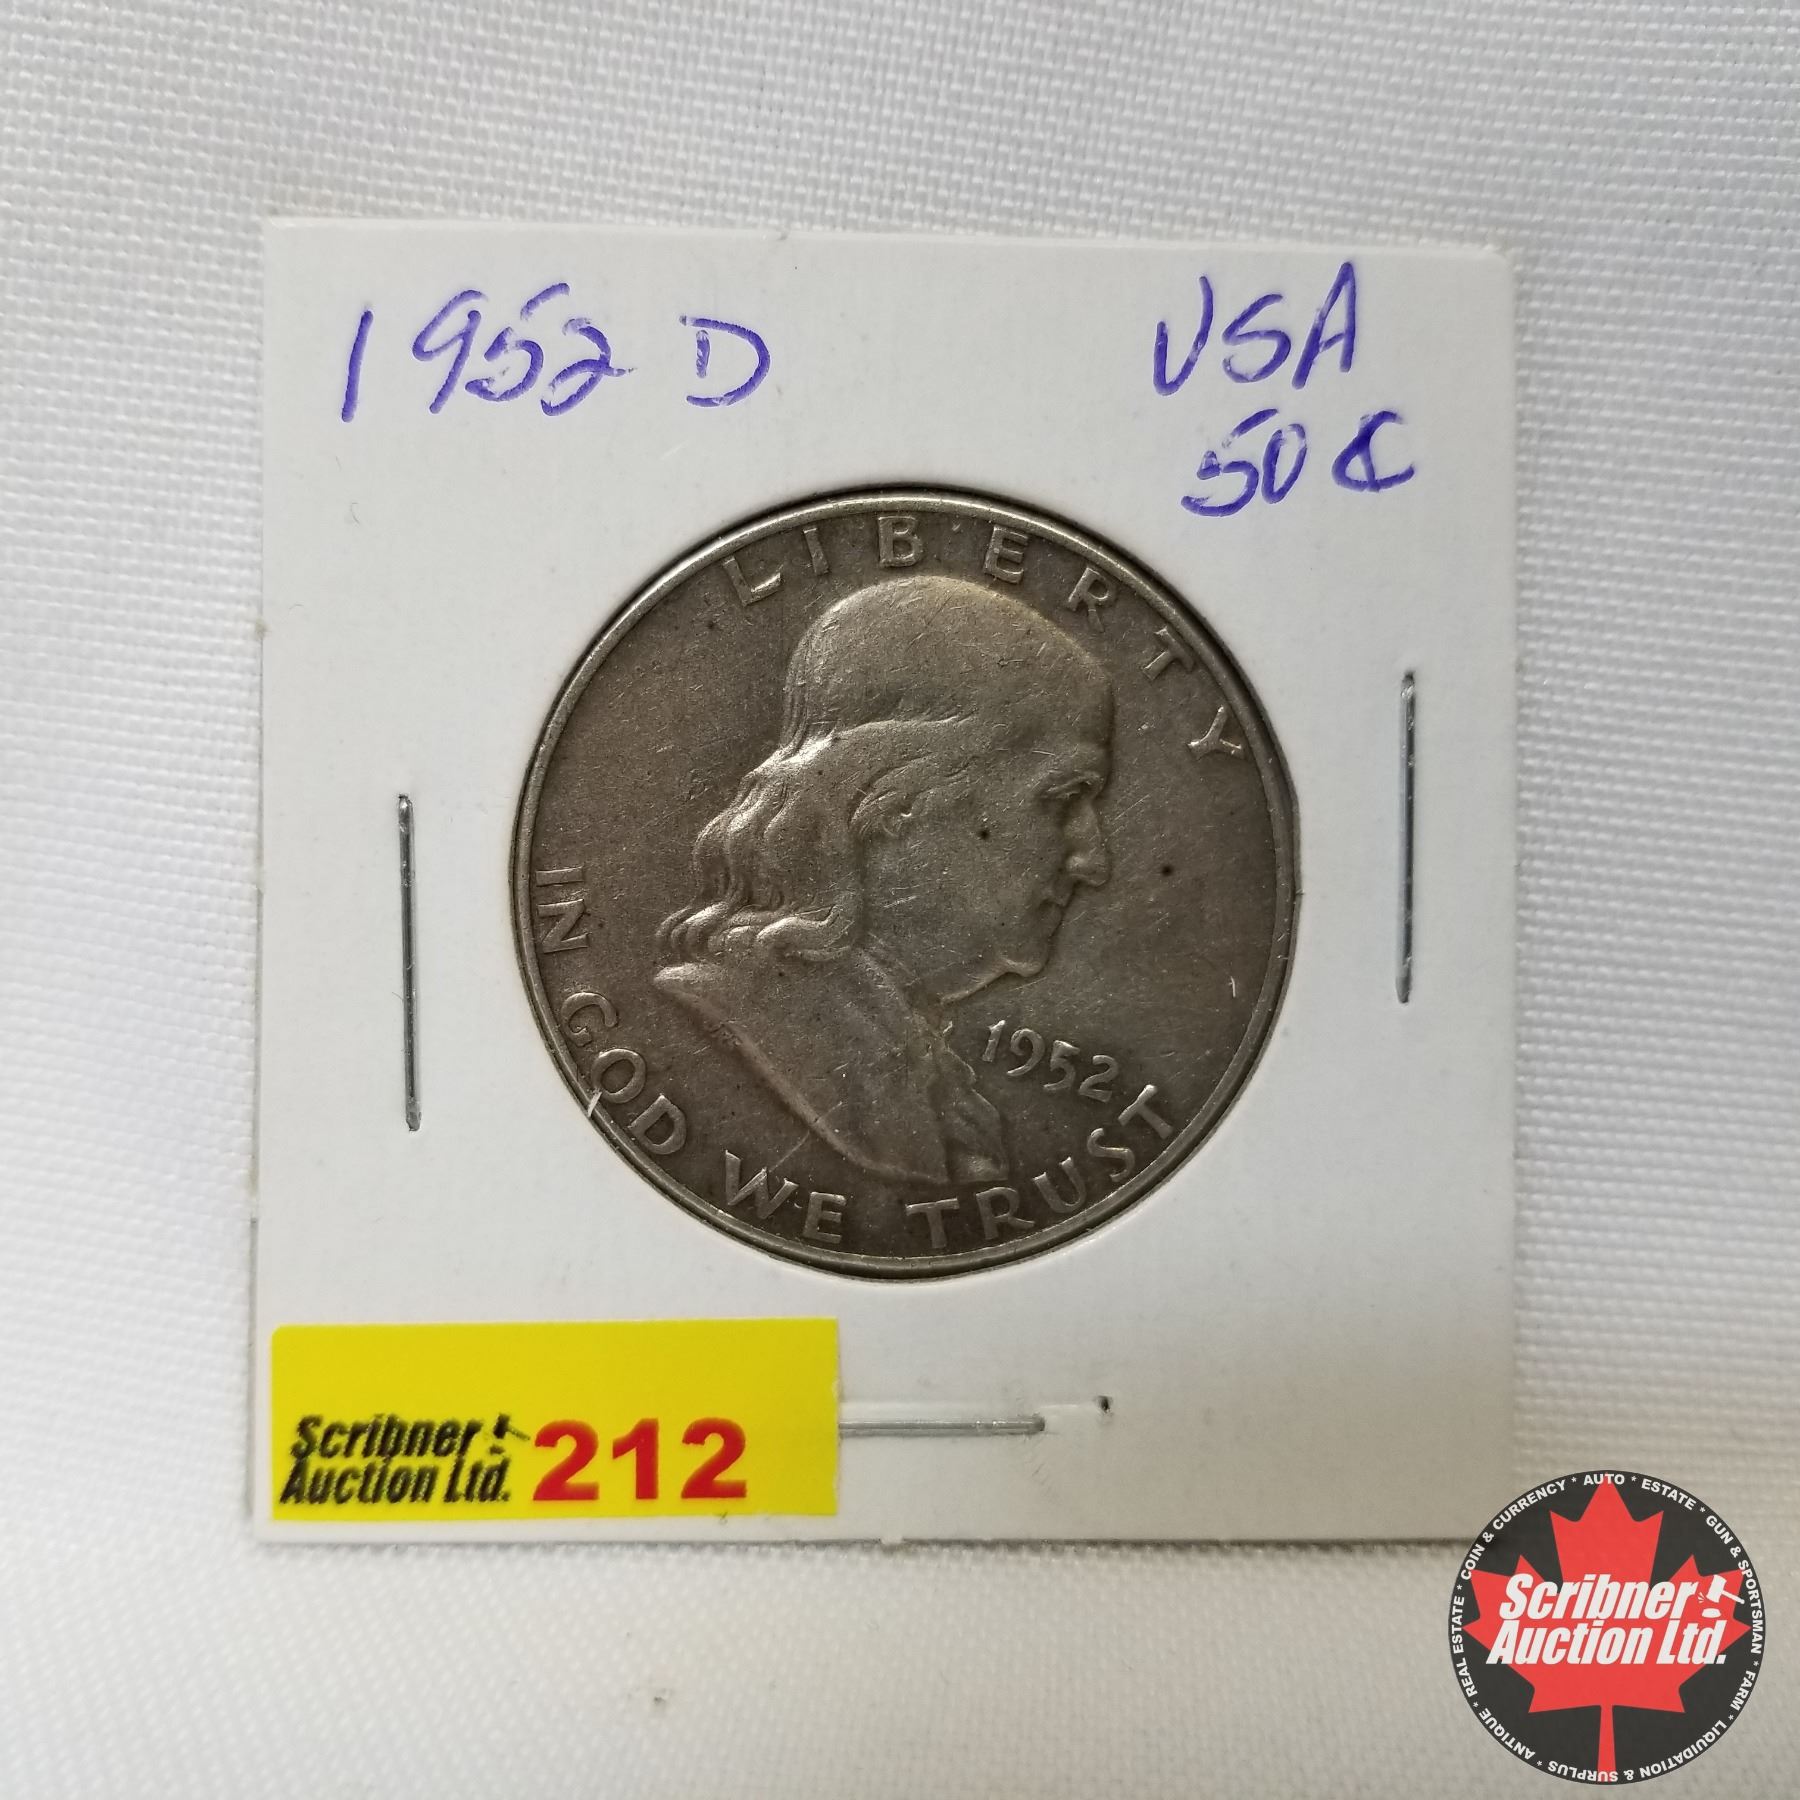 1952 D
USA
50¢
LIBERTY
IN GOD WE TRUST
1952
Scribner
Auction Ltd.
212
COIN & CURRENCY * AUTO * ESTATE * GUN & SPORTSMAN * FARM * LIQUIDATION & SURPLUS * ANTIQUE * REAL ESTATE *
Scribner
Auction Ltd.